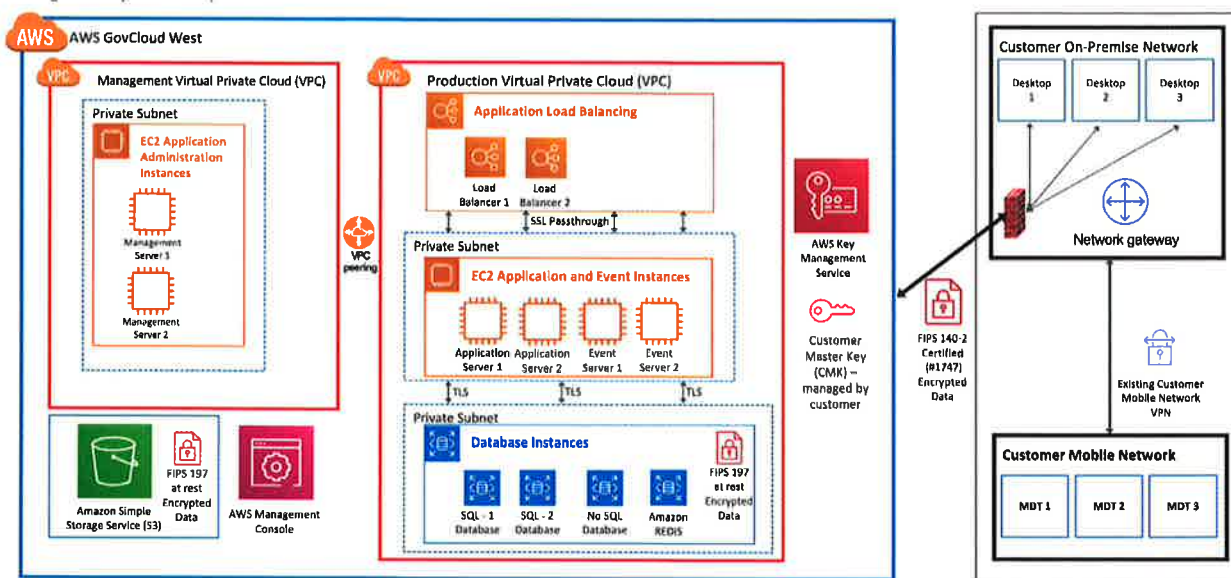 AWS
AWS GovCloud West
VPC
Management Virtual Private Cloud (VPC)
Private Subnet
EC2 Application
Administration
Instances
Management
Server 1
Management
Server 2
VPC
peering
Amazon Simple
Storage Service (S3)
FIPS 197
at rest
Encrypted
Data
AWS Management
Console
VPC
Production Virtual Private Cloud (VPC)
Application Load Balancing
Load
Balancer 1
Load
Balancer 2
SSL Passthrough
Private Subnet
EC2 Application and Event Instances
Application
Server 1
Application
Server 2
Event
Server 1
Event
Server 2
TLS
TLS
TLS
Private Subnet
Database Instances
SQL - 1
Database
SQL - 2
Database
No SQL
Database
Amazon
REDIS
FIPS 197
at rest
Encrypted
Data
AWS Key
Management
Service
Customer
Master Key
(CMK) –
managed by
customer
FIPS 140-2
Certified
(#1747)
Encrypted
Data
Customer On-Premise Network
Desktop
1
Desktop
2
Desktop
3
Network gateway
Existing Customer
Mobile Network
VPN
Customer Mobile Network
MDT 1
MDT 2
MDT 3